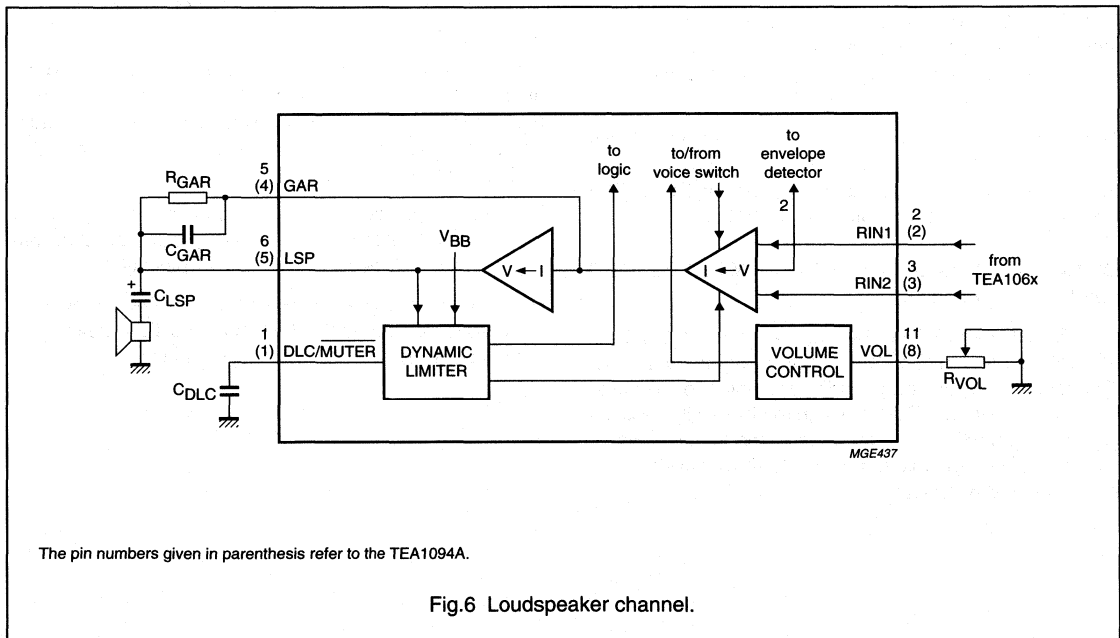 to
logic
to/from
voice switch
to
envelope
detector
5
(4) GAR
RGAR
CGAR
6
(5) LSP
VBB
V ← I
I ← V
2
2
RIN1 (2)
3
RIN2 (3)
from
TEA106x
+
CLSP
1
(1) DLC/MUTER
DYNAMIC
LIMITER
VOLUME
CONTROL
11
VOL (8)
RVOL
CDLC
MGE437
The pin numbers given in parenthesis refer to the TEA1094A.
Fig.6 Loudspeaker channel.